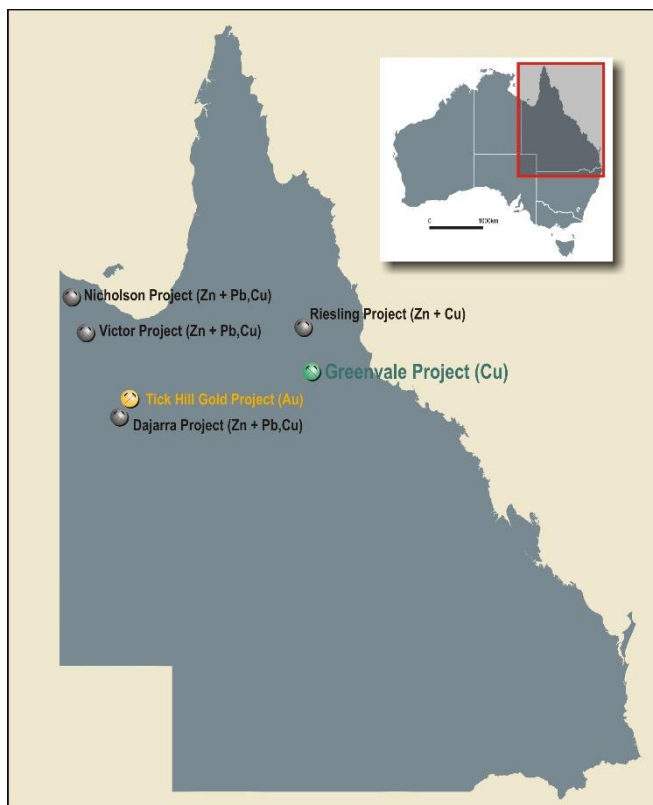 0
1000km
Nicholson Project (Zn + Pb,Cu)
Riesling Project (Zn + Cu)
Victor Project (Zn + Pb,Cu)
Greenvale Project (Cu)
Tick Hill Gold Project (Au)
Dajarra Project (Zn + Pb,Cu)